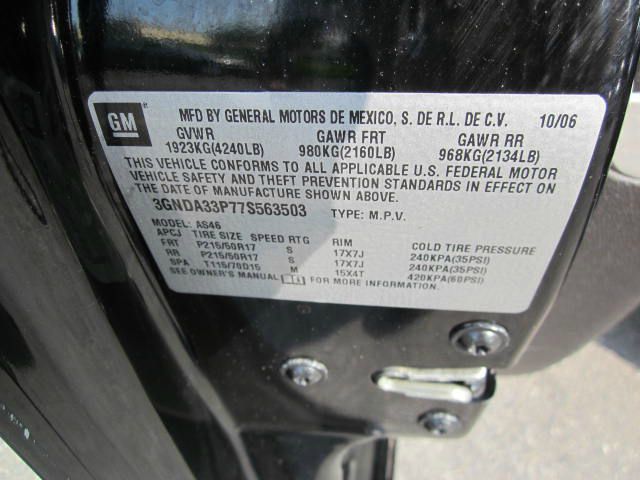 GM
MFD BY GENERAL MOTORS DE MEXICO, S. DE R.L. DE C.V. 10/06
GVWR GAWR FRT GAWR RR
1923KG(4240LB) 980KG(2160LB) 968KG(2134LB)
THIS VEHICLE CONFORMS TO ALL APPLICABLE U.S. FEDERAL MOTOR
VEHICLE SAFETY AND THEFT PREVENTION STANDARDS IN EFFECT ON
THE DATE OF MANUFACTURE SHOWN ABOVE.
3GNDA33P77S563503 TYPE: M.P.V.
MODEL: AS46
APCJ TIRE SIZE SPEED RTG RIM COLD TIRE PRESSURE
FRT P215/50R17 S 17X7J 240KPA(35PSI)
RR P215/50R17 S 17X7J 240KPA(35PSI)
SPA T115/70D15 M 15X4T 420KPA(60PSI)
SEE OWNER'S MANUAL FOR MORE INFORMATION.